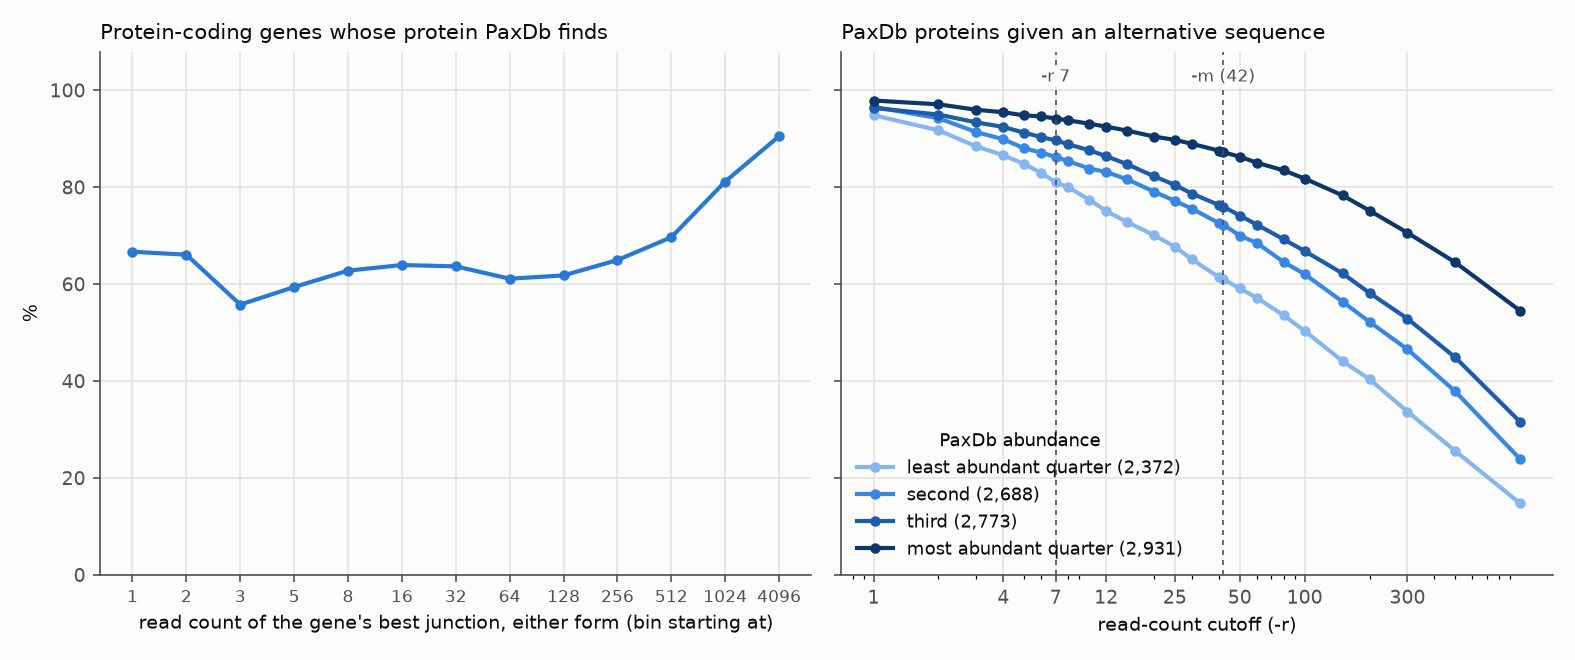 Protein-coding genes whose protein PaxDb finds
%
100
80
60
40
20
0
1 2 3 5 8 16 32 64 128 256 512 1024 4096
read count of the gene's best junction, either form (bin starting at)
PaxDb proteins given an alternative sequence
-r 7
-m (42)
PaxDb abundance
least abundant quarter (2,372)
second (2,688)
third (2,773)
most abundant quarter (2,931)
1 4 7 12 25 50 100 300
read-count cutoff (-r)